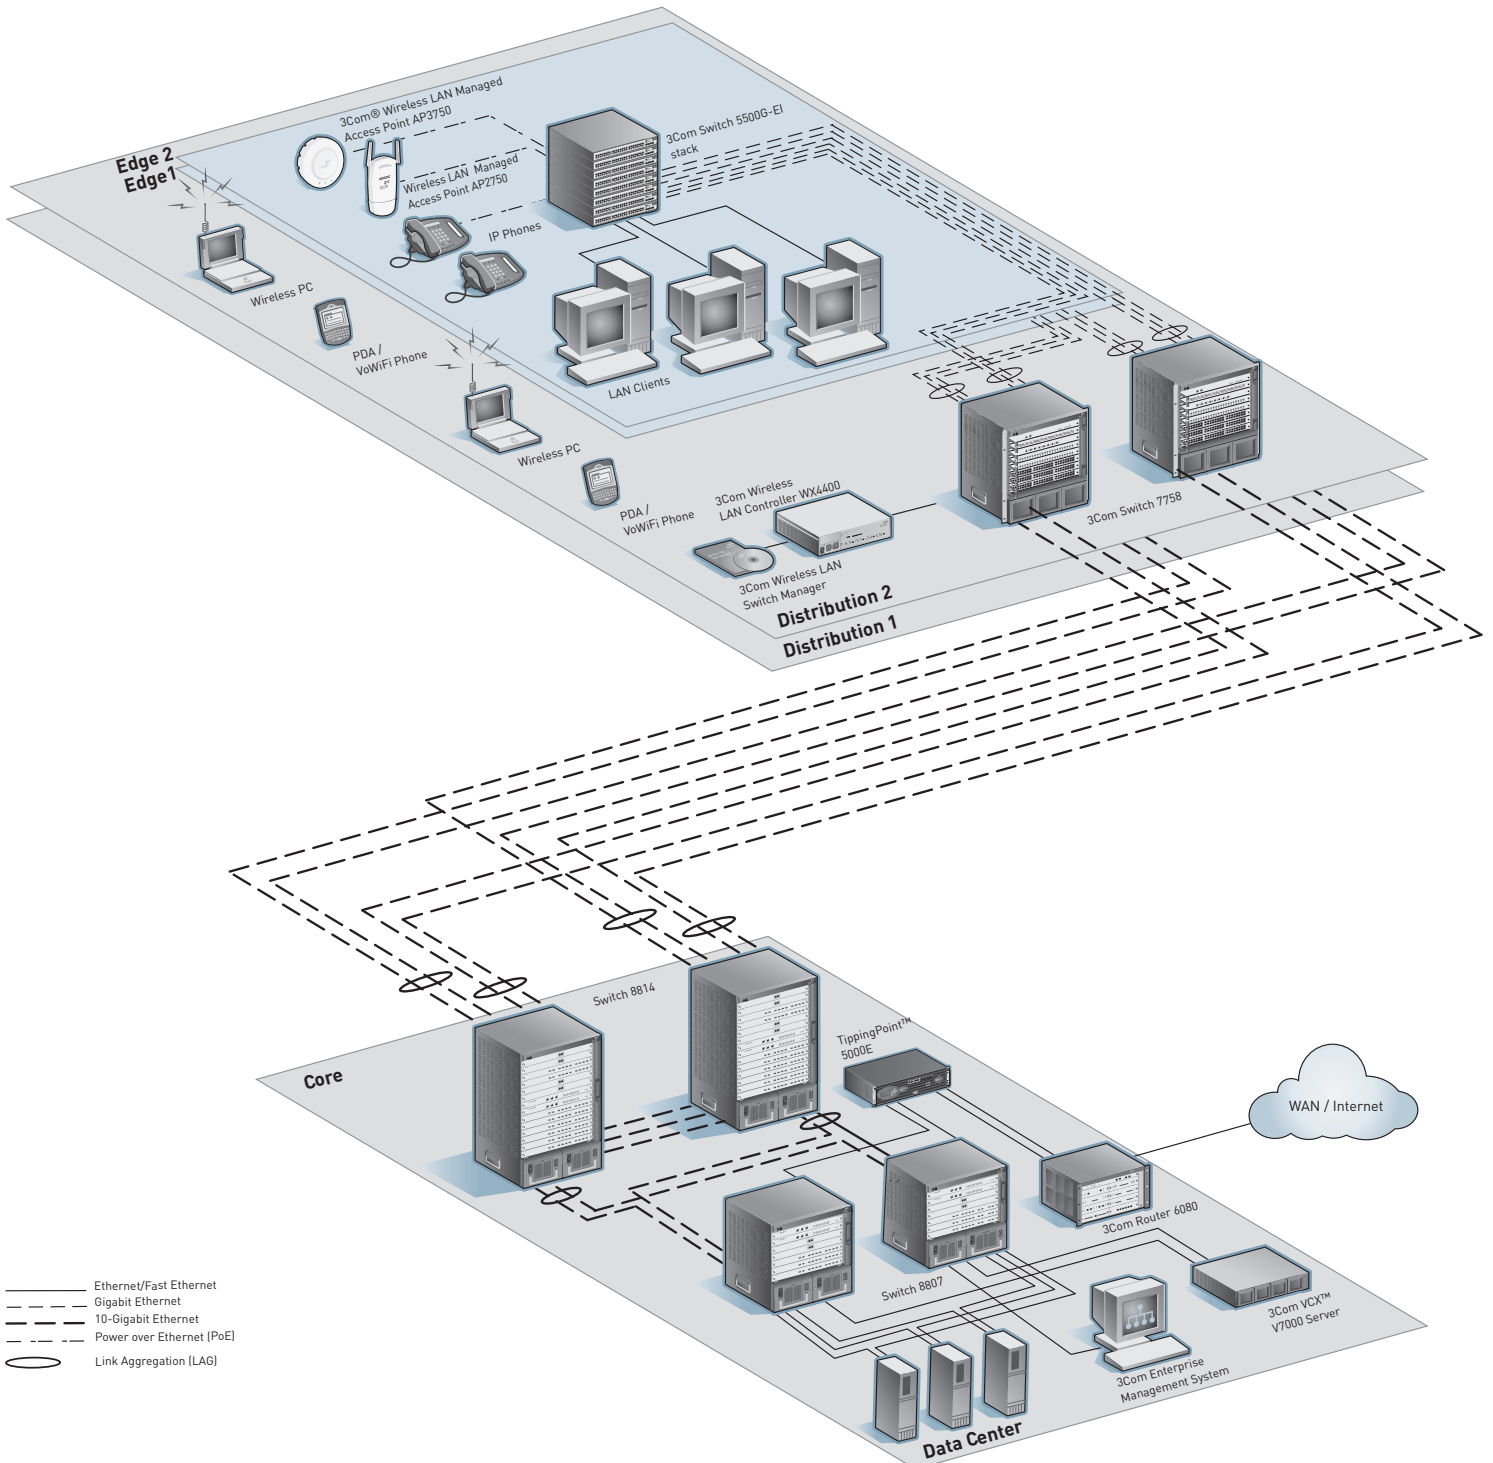 3Com® Wireless LAN Managed
Access Point AP3750
3Com Switch 5500G-EI
stack
Edge 2
Edge1
Wireless LAN Managed
Access Point AP2750
IP Phones
Wireless PC
PDA /
VoWiFi Phone
LAN Clients
Wireless PC
PDA /
VoWiFi Phone
3Com Wireless
LAN Controller WX4400
3Com Switch 7758
3Com Wireless LAN
Switch Manager
Distribution 2
Distribution 1
Switch 8814
TippingPoint™
5000E
Core
WAN / Internet
3Com Router 6080
Switch 8807
3Com VCX™
V7000 Server
3Com Enterprise
Management System
Data Center
Ethernet/Fast Ethernet
Gigabit Ethernet
10-Gigabit Ethernet
Power over Ethernet (PoE)
Link Aggregation (LAG)